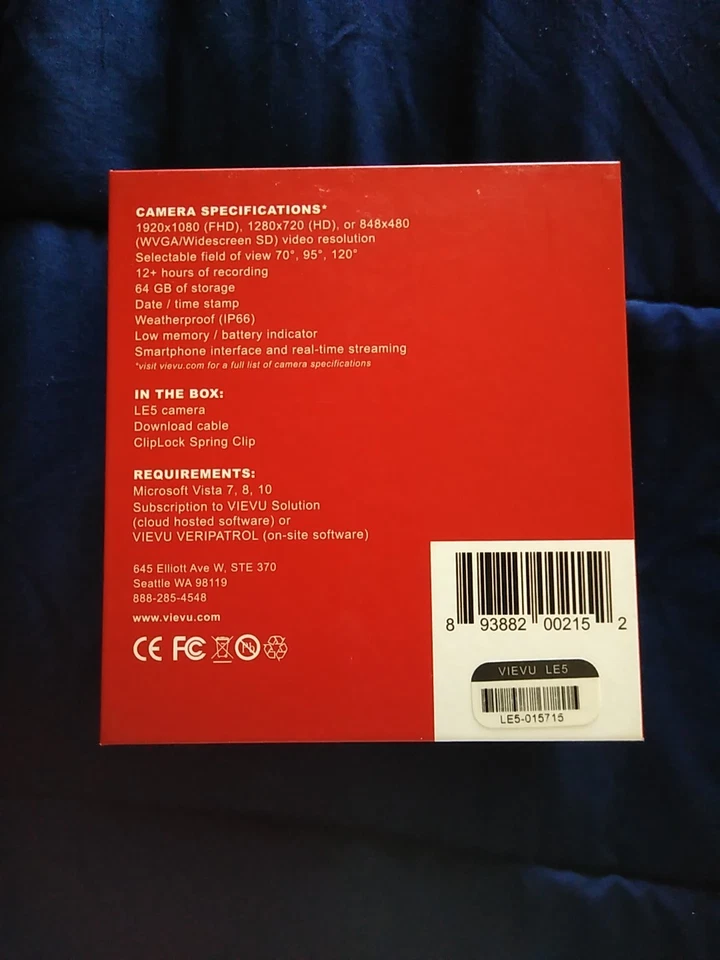 CAMERA SPECIFICATIONS*
1920x1080 (FHD), 1280x720 (HD), or 848x480
(WVGA/Widescreen SD) video resolution
Selectable field of view 70°, 95°, 120°
12+ hours of recording
64 GB of storage
Date / time stamp
Weatherproof (IP66)
Low memory / battery indicator
Smartphone interface and real-time streaming
*visit vievu.com for a full list of camera specifications
IN THE BOX:
LE5 camera
Download cable
ClipLock Spring Clip
REQUIREMENTS:
Microsoft Vista 7, 8, 10
Subscription to VIEVU Solution
(cloud hosted software) or
VIEVU VERIPATROL (on-site software)
645 Elliott Ave W, STE 370
Seattle WA 98119
888-285-4548
www.vievu.com
CE FC
8 93882 00215 2
VIEVU LE5
LE5-015715